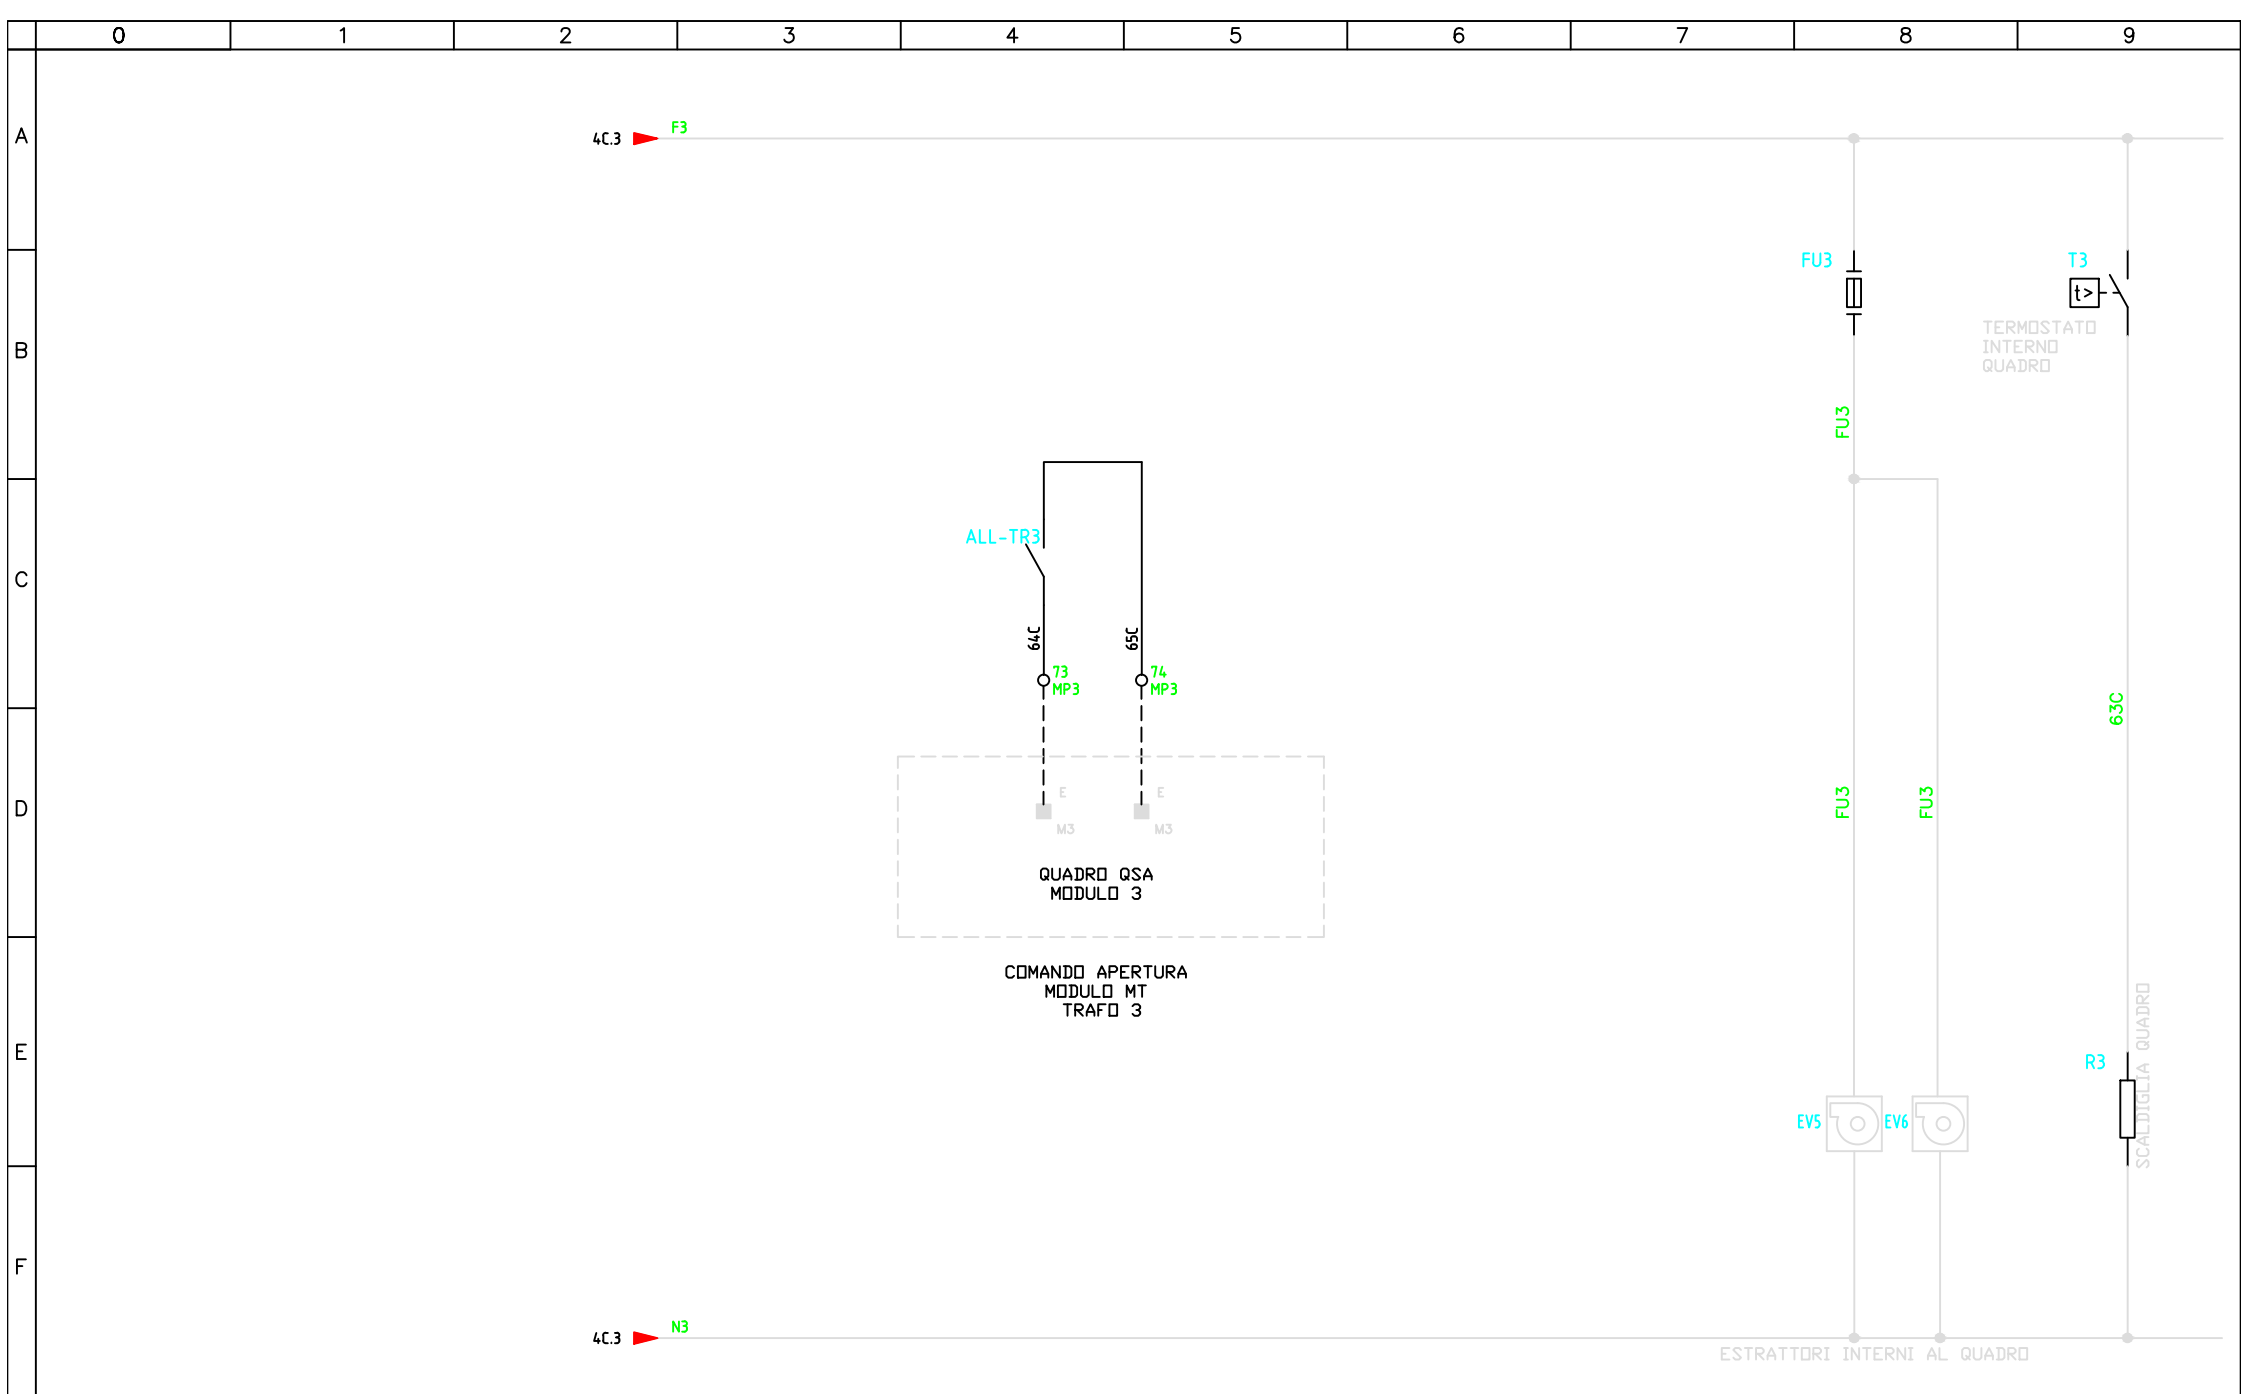 0 1 2 3 4 5 6 7 8 9
A
4C.3 F3
FU3
T3
t>
TERMOSTATO
INTERNO
QUADRO
B
FU3
ALL-TR3
C
64C
65C
73
MP3
74
MP3
63C
E
E
D
FU3
FU3
M3
M3
QUADRO QSA
MODULO 3
COMANDO APERTURA
MODULO MT
TRAFO 3
E
R3
SCALDIGLIA QUADRO
EV5
EV6
F
4C.3 N3
ESTRATTORI INTERNI AL QUADRO